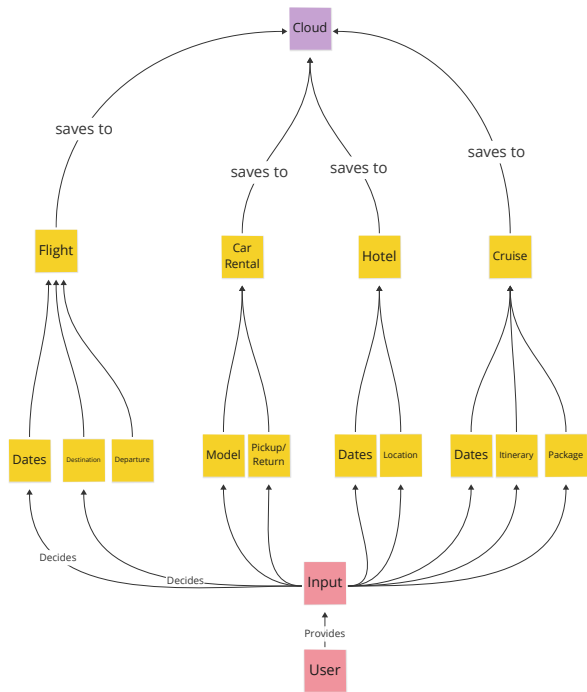 Cloud
saves to
saves to
saves to
saves to
Flight
Car
Rental
Hotel
Cruise
Dates
Destination
Departure
Model
Pickup/
Return
Dates
Location
Dates
Itinerary
Package
Decides
Decides
Input
Provides
User